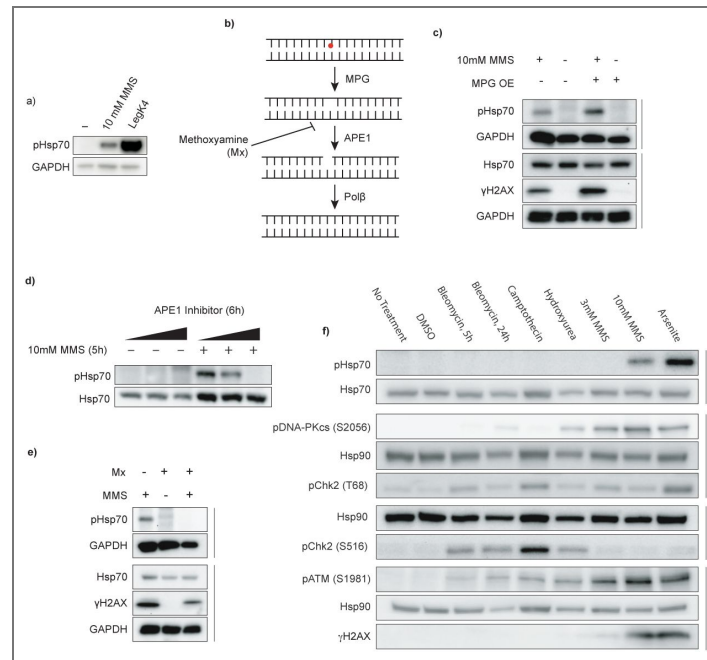 a)
–
10 mM MMS
LegK4
pHsp70
GAPDH
b)
MPG
Methoxyamine
(Mx)
APE1
Polβ
c)
10mM MMS + - + -
MPG OE - - + +
pHsp70
GAPDH
Hsp70
γH2AX
GAPDH
d)
APE1 Inhibitor (6h)
10mM MMS (5h) – – – + + +
pHsp70
Hsp70
e)
Mx - + +
MMS + - +
pHsp70
GAPDH
Hsp70
γH2AX
GAPDH
f)
No Treatment
DMSO
Bleomycin, 5h
Bleomycin, 24h
Camptothecin
Hydroxyurea
3mM MMS
10mM MMS
Arsenite
pHsp70
Hsp70
pDNA-PKcs (S2056)
Hsp90
pChk2 (T68)
Hsp90
pChk2 (S516)
pATM (S1981)
Hsp90
γH2AX